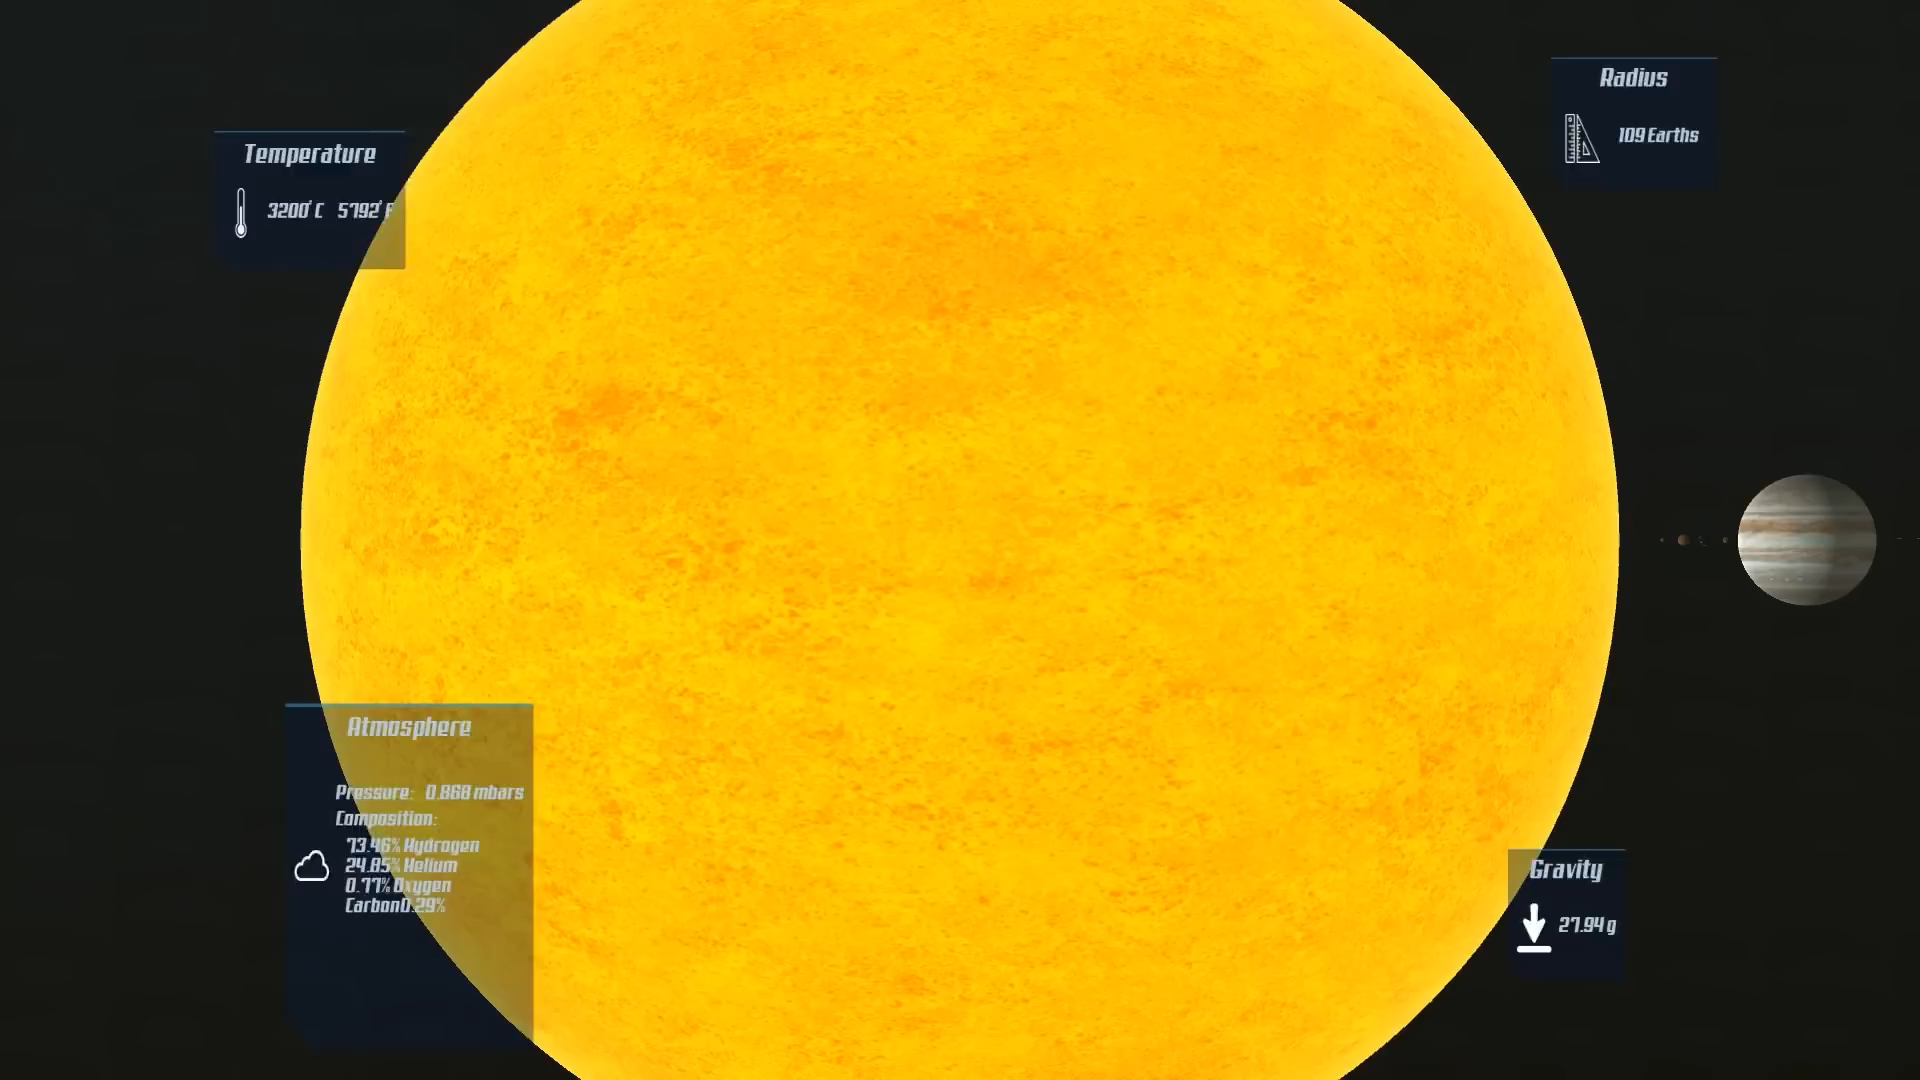 Radius
109 Earths
Temperature
3200°C 5792°F
Atmosphere
Pressure: 0.868 mbars
Composition:
73.46% Hydrogen
24.85% Helium
0.77% Oxygen
Carbon0.29%
Gravity
27.94 g